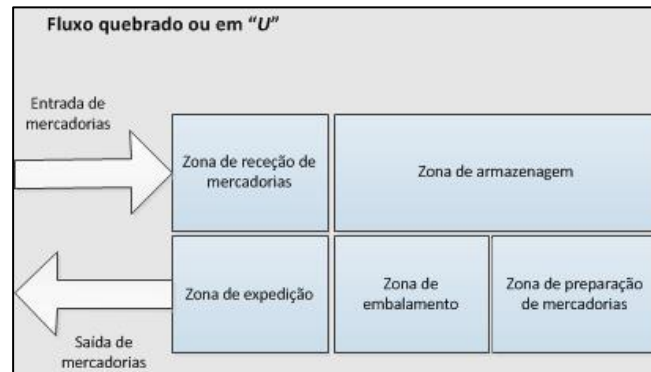 Fluxo quebrado ou em “U”
Entrada de
mercadorias
Zona de receção de
mercadorias
Zona de armazenagem
Zona de expedição
Zona de
embalamento
Zona de preparação
de mercadorias
Saída de
mercadorias